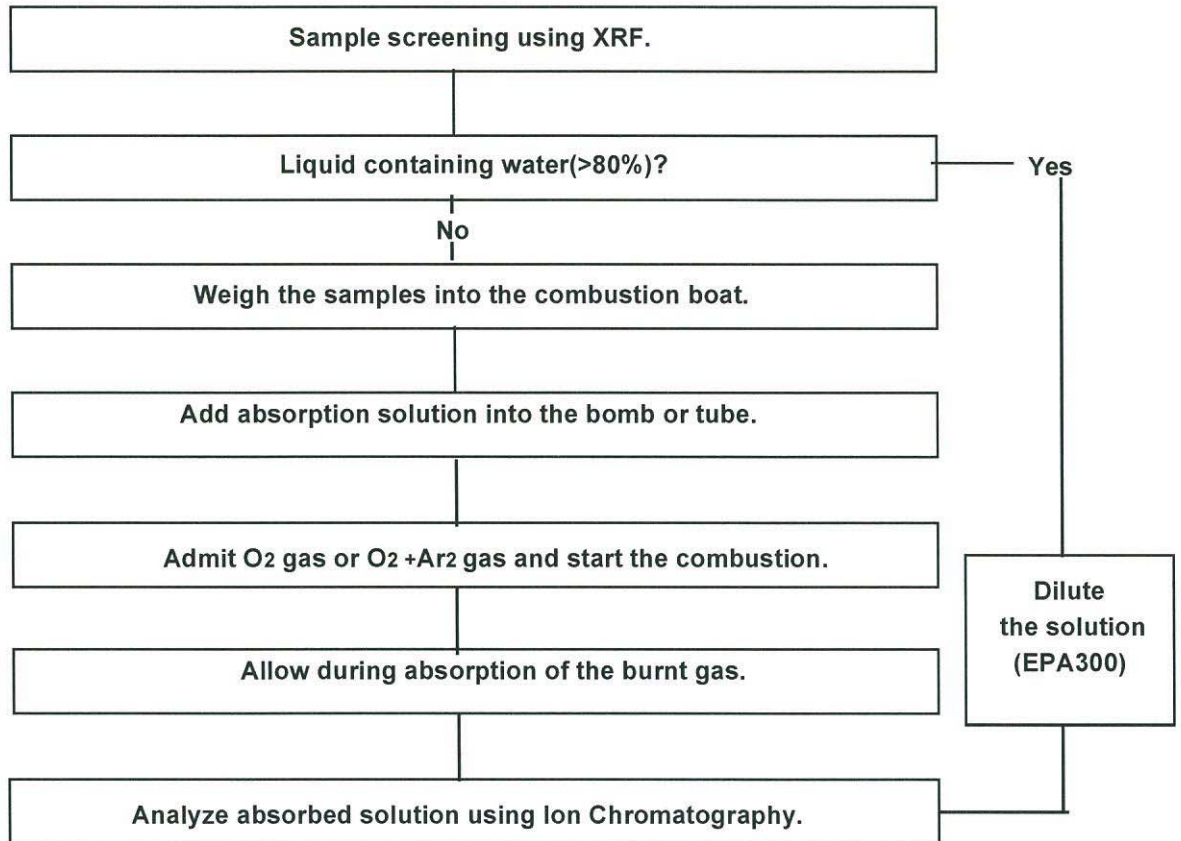 Sample screening using XRF.
Liquid containing water(>80%)?
Yes
No
Weigh the samples into the combustion boat.
Add absorption solution into the bomb or tube.
Admit O2 gas or O2 +Ar2 gas and start the combustion.
Dilute
the solution
(EPA300)
Allow during absorption of the burnt gas.
Analyze absorbed solution using Ion Chromatography.